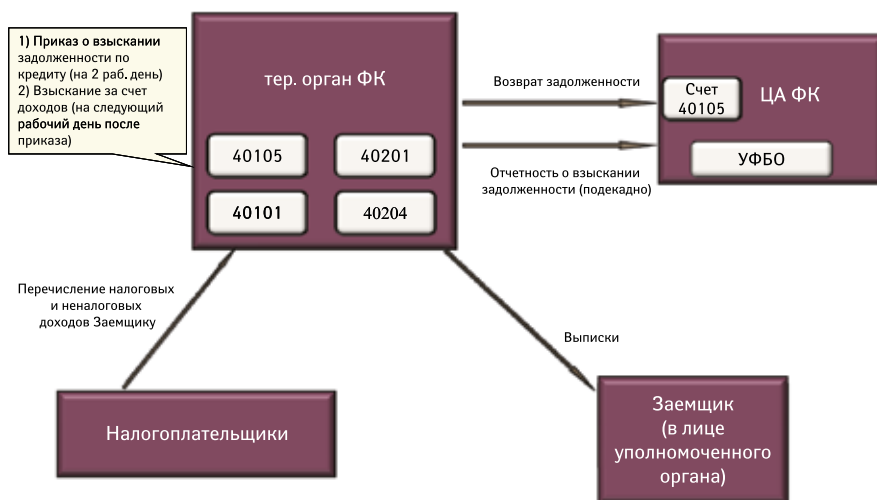 1) Приказ о взыскании
задолженности по
кредиту (на 2 раб. день)
2) Взыскание за счет
доходов (на следующий
рабочий день после
приказа)
тер. орган ФК
40105
40201
40101
40204
Возврат задолженности
Отчетность о взыскании
задолженности (подекадно)
Счет
40105
ЦА ФК
УФБО
Перечисление налоговых
и неналоговых
доходов Заемщику
Выписки
Налогоплательщики
Заемщик
(в лице
уполномоченного
органа)